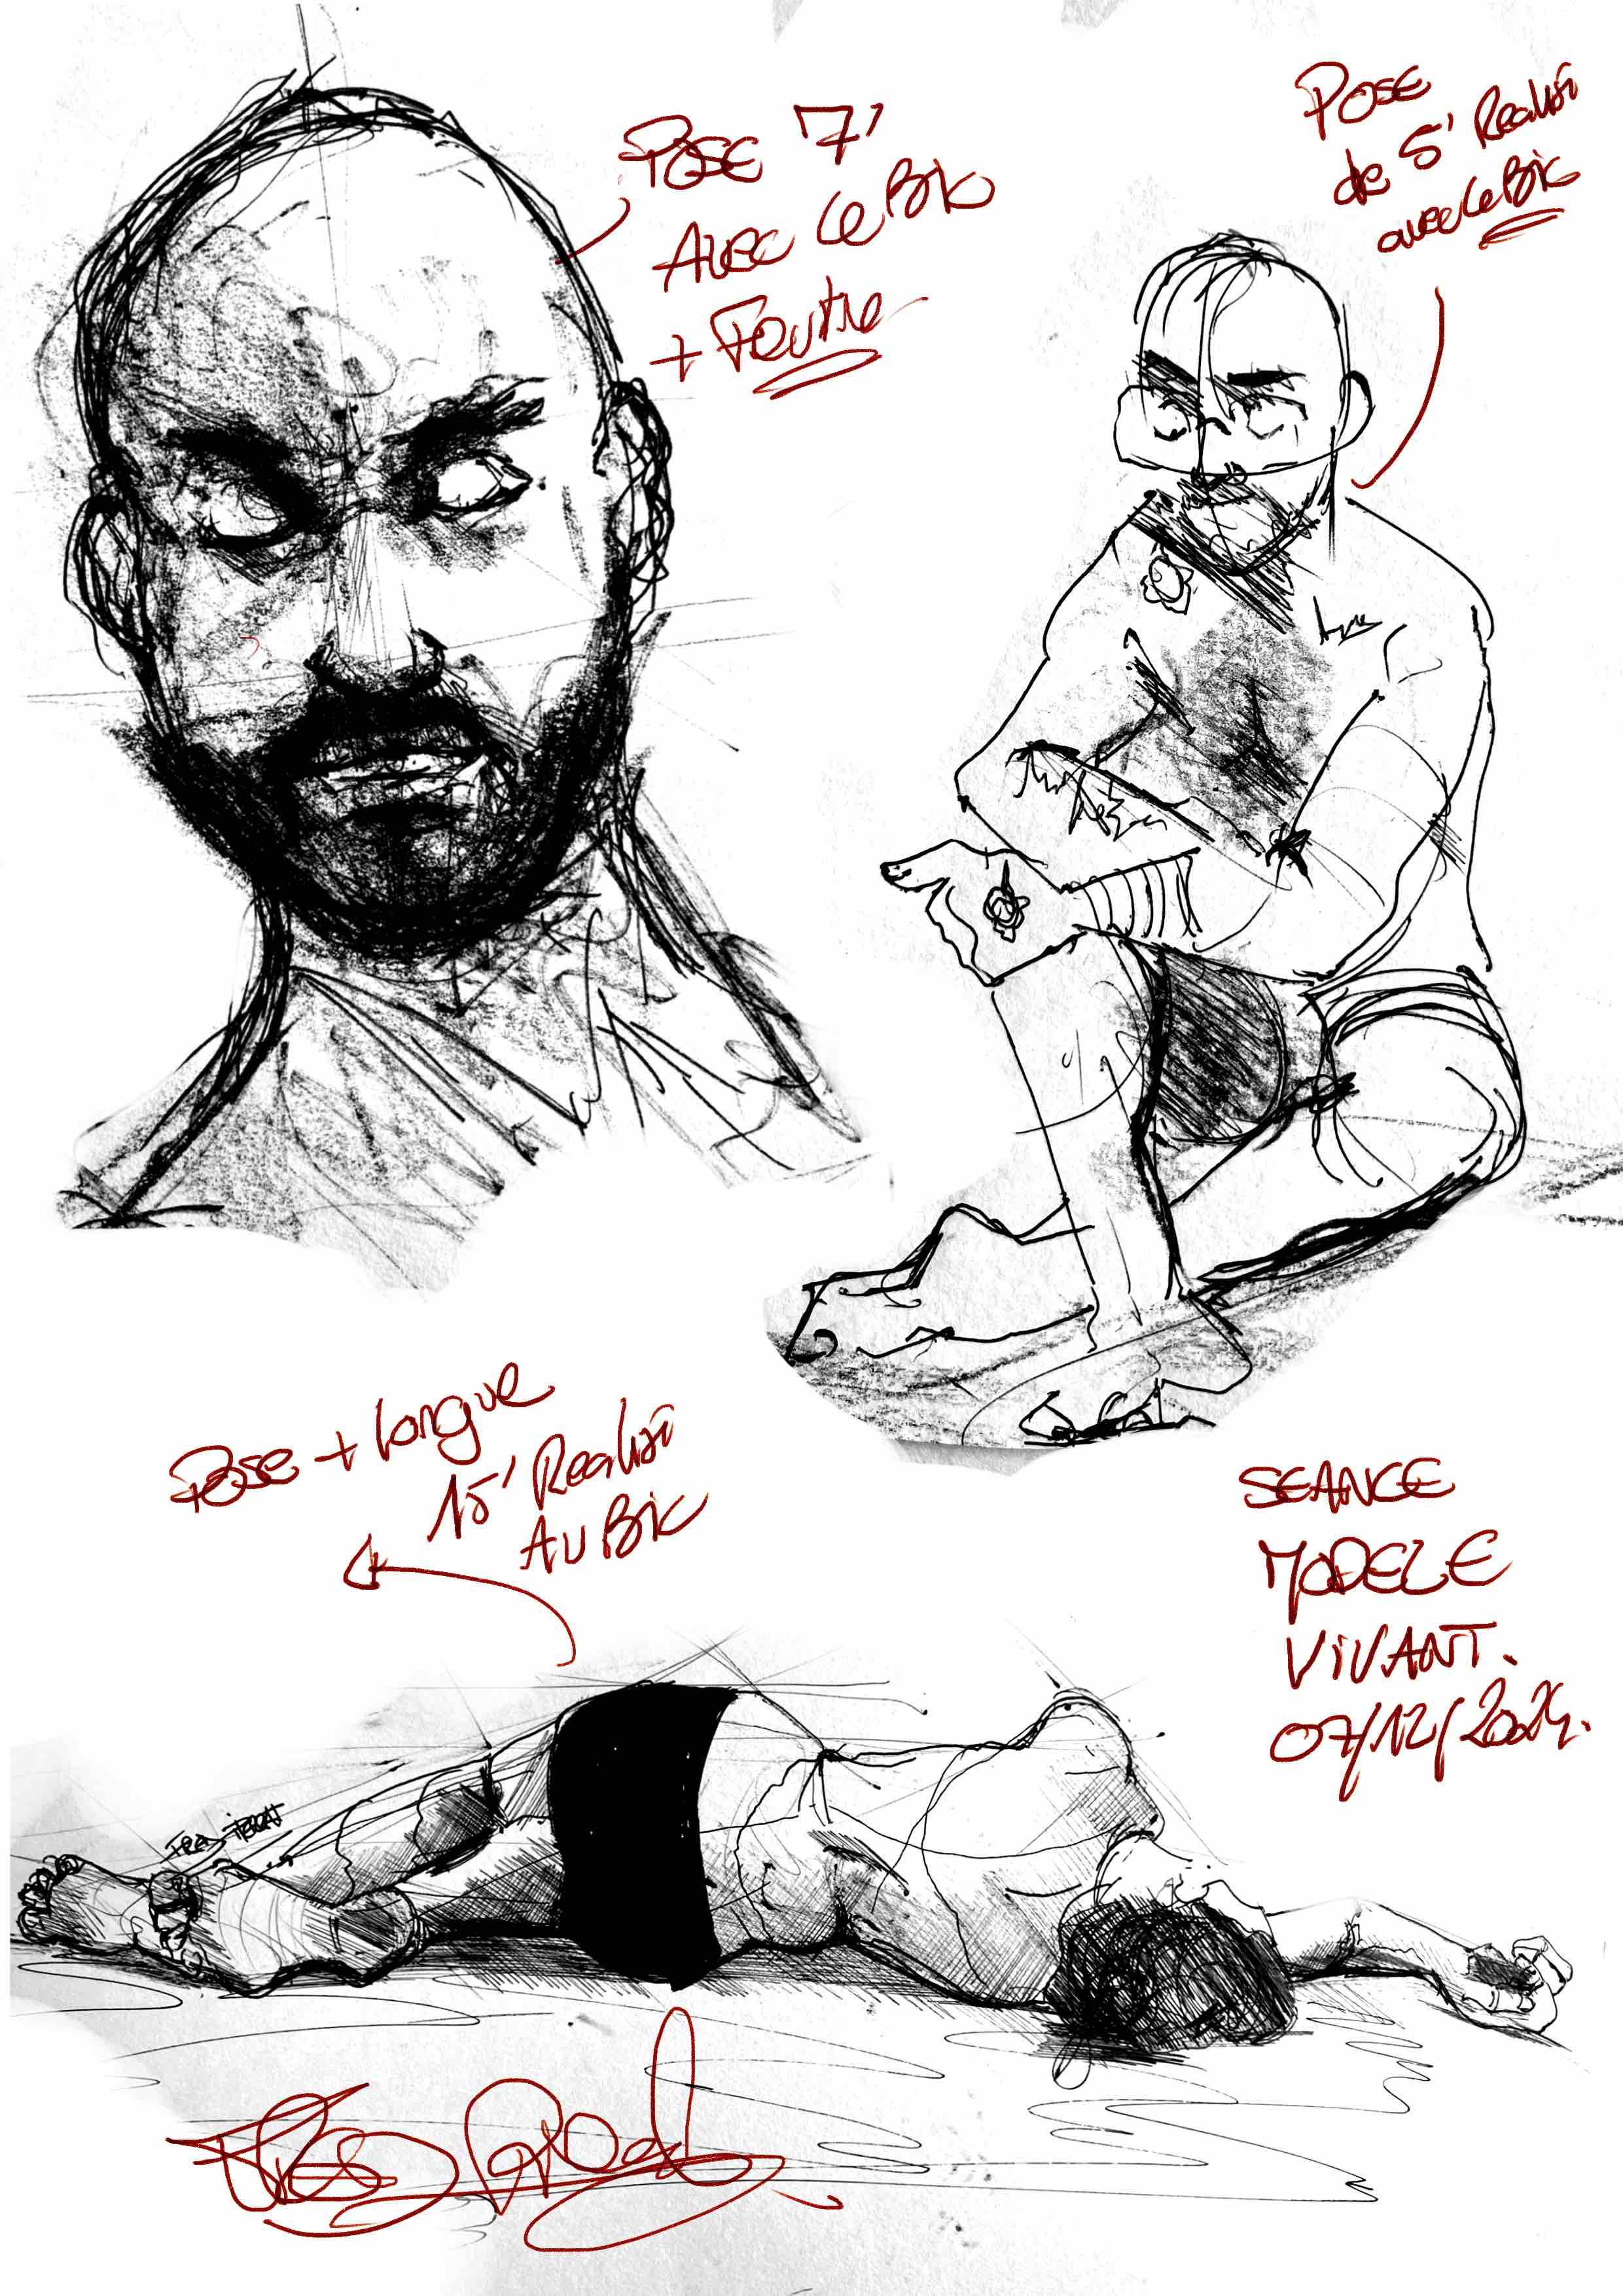 POSE 7'
AVEC le Bic
+ Feutre
POSE
de 5' Realisé
avec le Bic
Pose + longue
15' Realisé
AU BIC
SEANCE
MODELE
ViVANT.
07/12/2024.